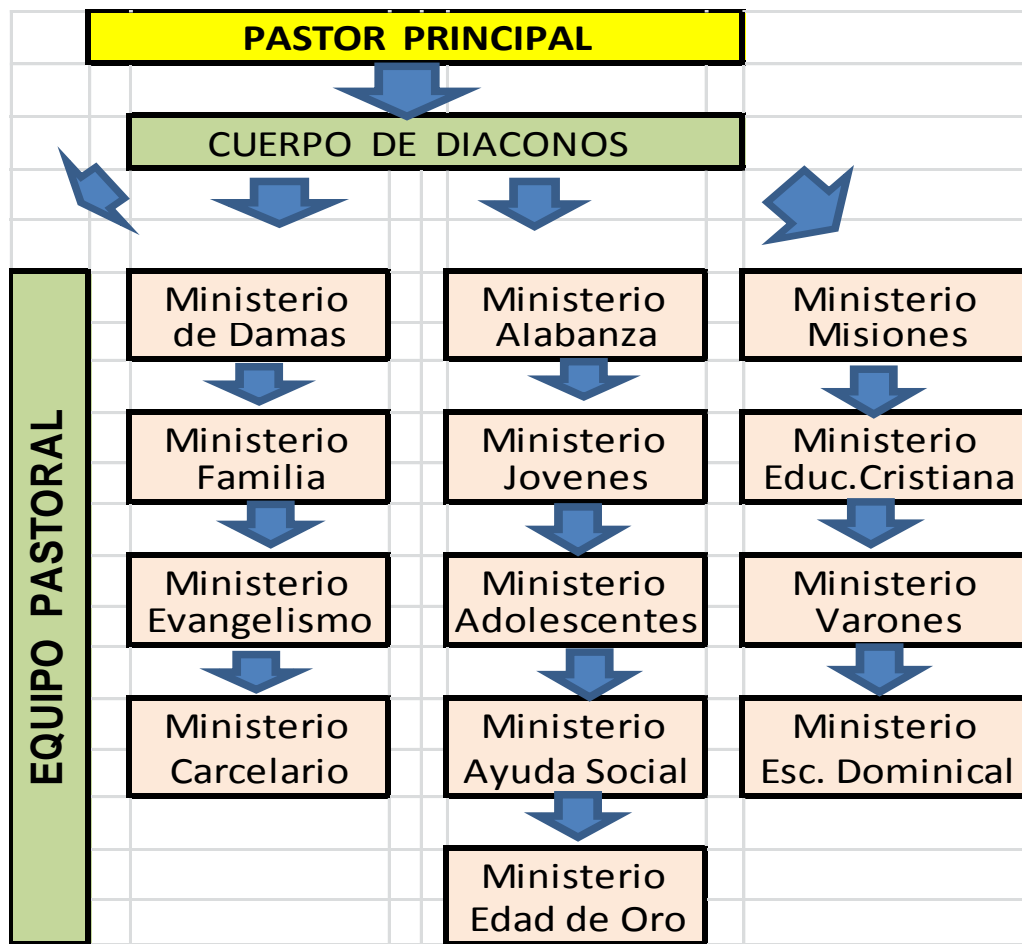 PASTOR PRINCIPAL
CUERPO DE DIACONOS
EQUIPO PASTORAL
Ministerio
de Damas
Ministerio
Alabanza
Ministerio
Misiones
Ministerio
Familia
Ministerio
Jovenes
Ministerio
Educ.Cristiana
Ministerio
Evangelismo
Ministerio
Adolescentes
Ministerio
Varones
Ministerio
Carcelario
Ministerio
Ayuda Social
Ministerio
Esc. Dominical
Ministerio
Edad de Oro